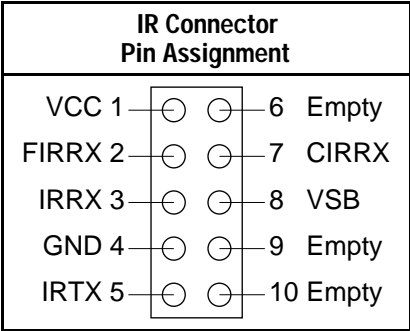 IR Connector
Pin Assignment
VCC 1 6 Empty
FIRRX 2 7 CIRRX
IRRX 3 8 VSB
GND 4 9 Empty
IRTX 5 10 Empty